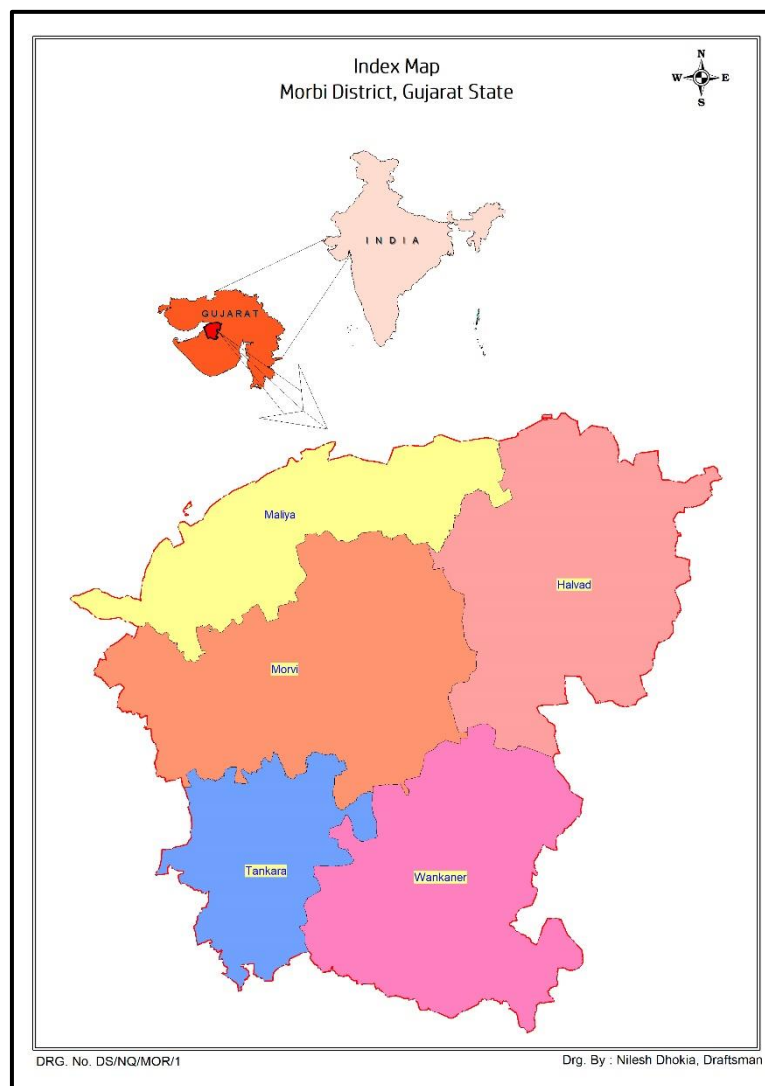 Index Map
Morbi District, Gujarat State
N
W E
S
INDIA
GUJARAT
Maliya
Halvad
Morvi
Tankara
Wankaner
DRG. No. DS/NQ/MOR/1
Drg. By : Nilesh Dhokia, Draftsman